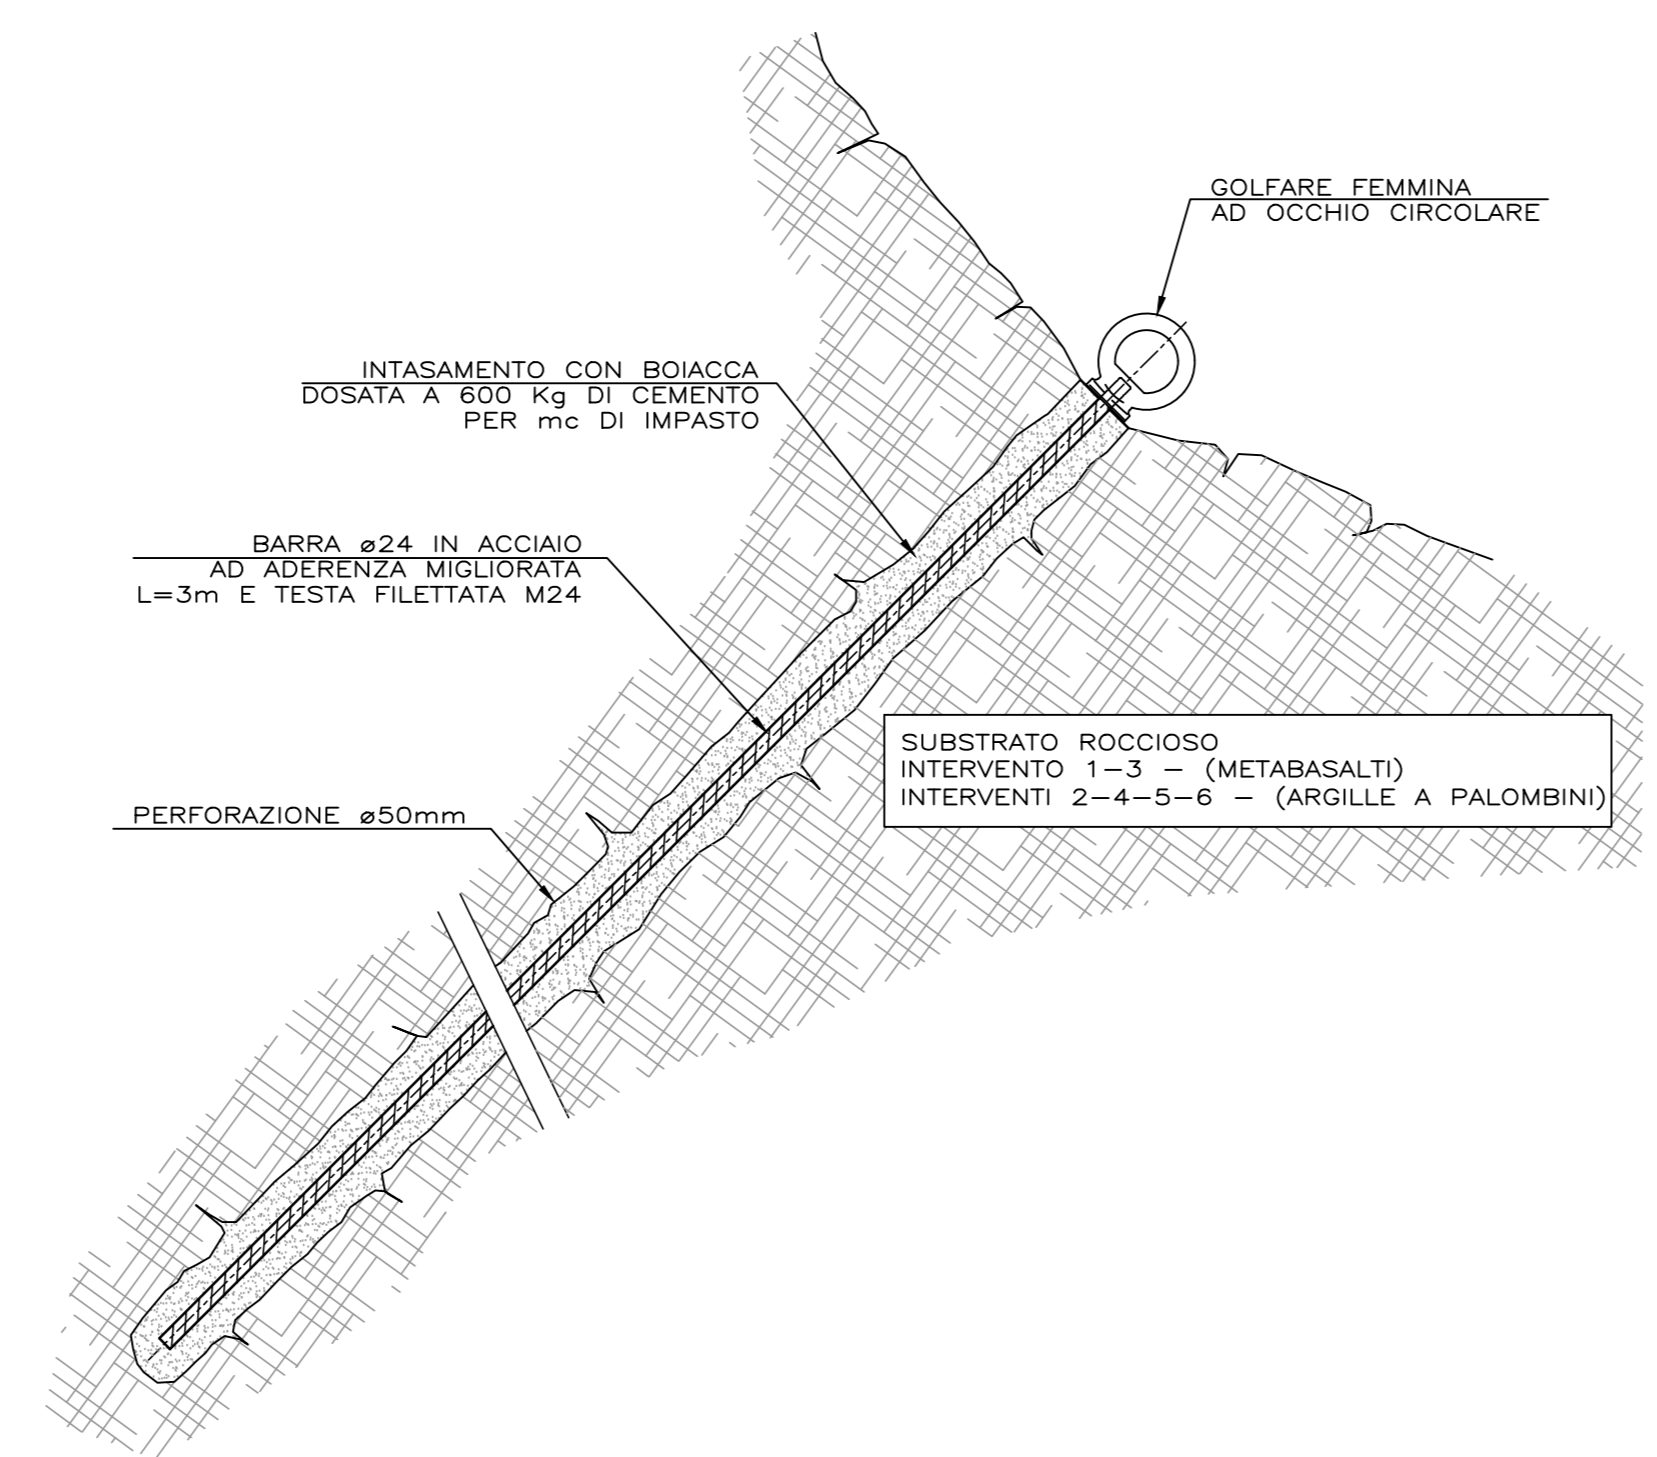 GOLFARE FEMMINA
AD OCCHIO CIRCOLARE
INTASAMENTO CON BOIACCA
DOSATA A 600 Kg DI CEMENTO
PER mc DI IMPASTO
BARRA ø24 IN ACCIAIO
AD ADERENZA MIGLIORATA
L=3m E TESTA FILETTATA M24
SUBSTRATO ROCCIOSO
INTERVENTO 1-3 - (METABASALTI)
INTERVENTI 2-4-5-6 - (ARGILLE A PALOMBINI)
PERFORAZIONE ø50mm